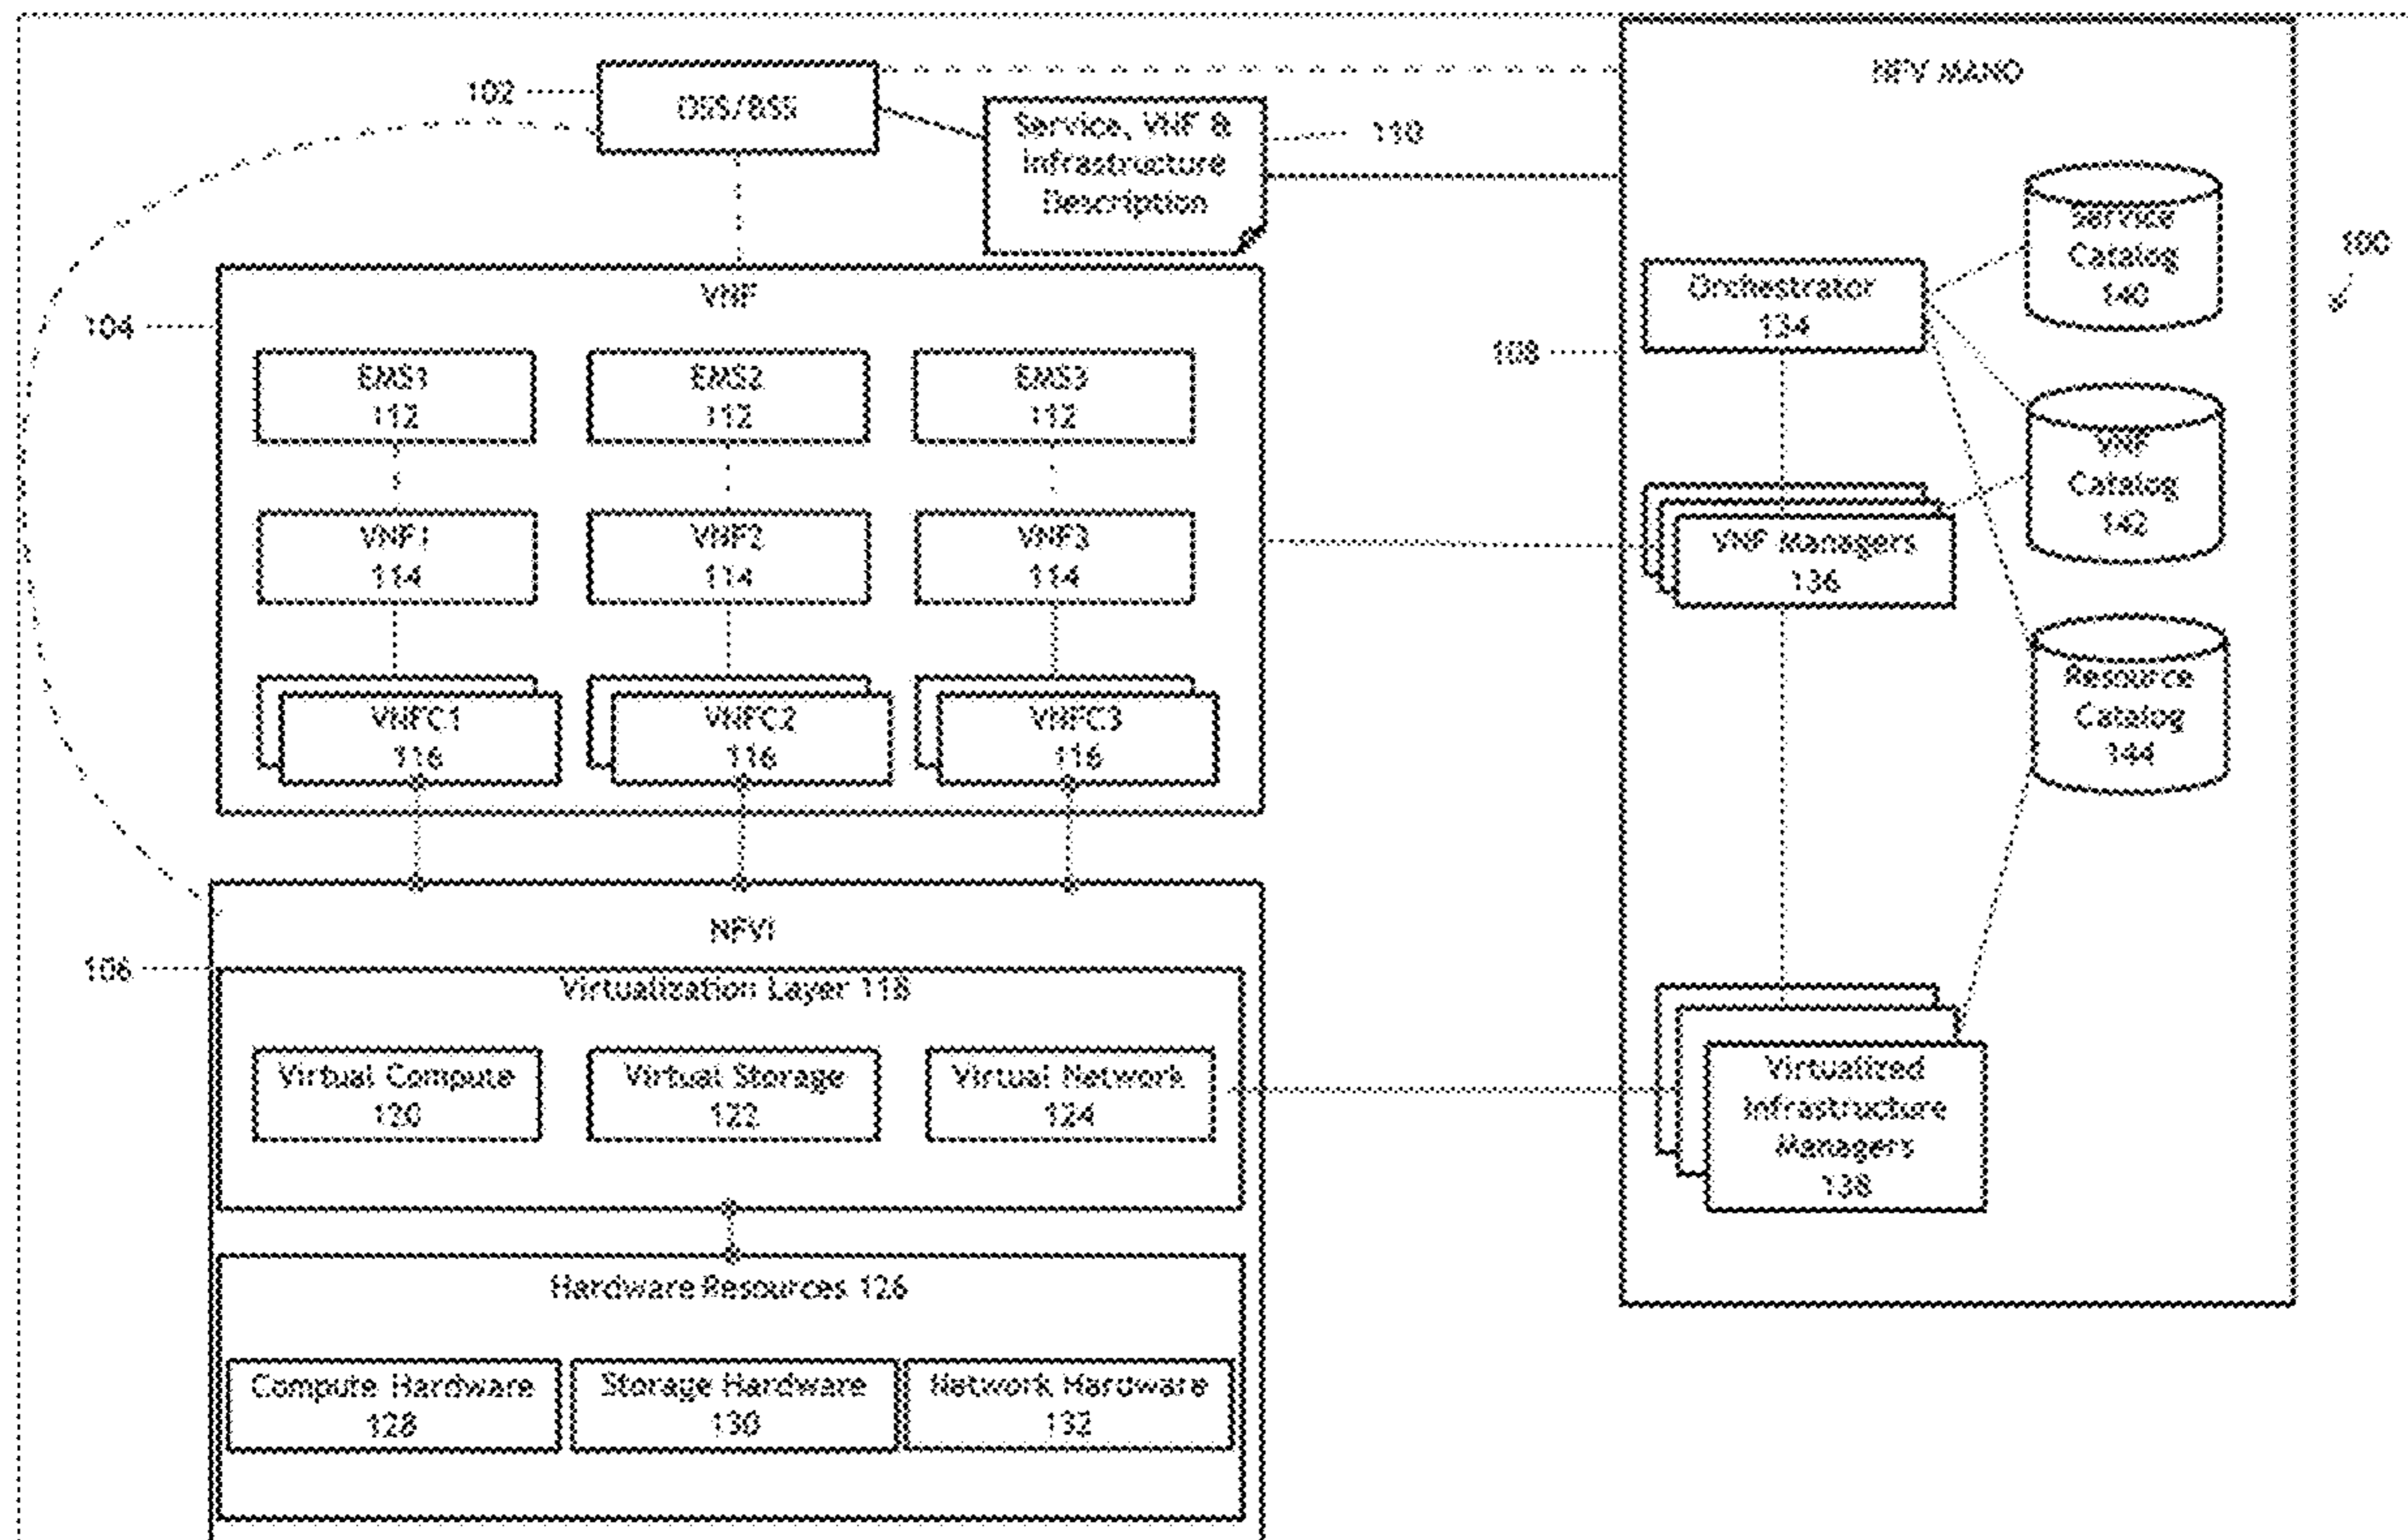 102
OSS/BSS
Service, VNF &
Infrastructure
Description
110
NFV MANO
100
Service
Catalog
140
Orchestrator
134
108
VNF
104
EMS1
112
EMS2
112
EMS3
112
VNF
Catalog
142
VNF1
114
VNF2
114
VNF3
114
VNF Managers
136
Resource
Catalog
144
VNFC1
116
VNFC2
116
VNFC3
116
NFVI
106
Virtualization Layer 118
Virtual Compute
120
Virtual Storage
122
Virtual Network
124
Virtualized
Infrastructure
Managers
138
Hardware Resources 126
Compute Hardware
128
Storage Hardware
130
Network Hardware
132